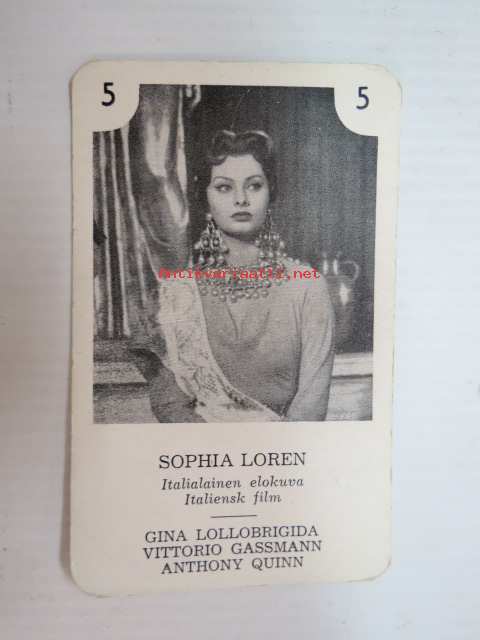 5
5
Antikvariaatti.net
SOPHIA LOREN
Italialainen elokuva
Italiensk film
GINA LOLLOBRIGIDA
VITTORIO GASSMANN
ANTHONY QUINN